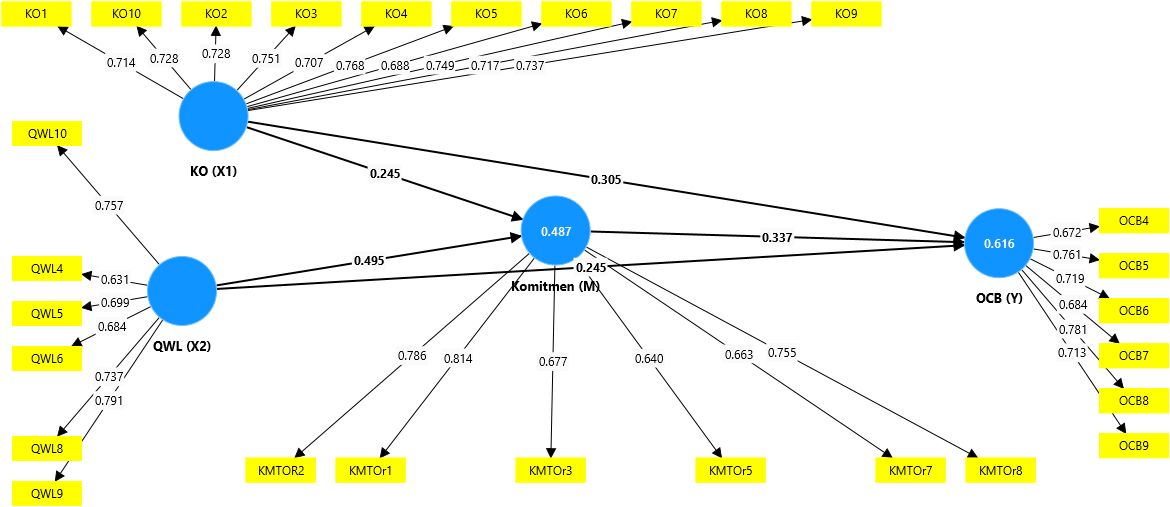 KO1
KO10
KO2
KO3
KO4
KO5
KO6
KO7
KO8
KO9
0.714
0.728
0.728
0.751
0.707
0.768
0.688
0.749
0.717
0.737
KO (X1)
QWL10
0.757
0.245
0.305
0.487
0.337
0.616
0.495
0.245
Komitmen (M)
OCB (Y)
QWL4
QWL5
QWL6
0.631
0.699
0.684
QWL (X2)
0.737
0.791
QWL8
QWL9
0.786
0.814
0.677
0.640
0.663
0.755
KMTOR2
KMTOr1
KMTOr3
KMTOr5
KMTOr7
KMTOr8
0.672
0.761
0.719
0.684
0.781
0.713
OCB4
OCB5
OCB6
OCB7
OCB8
OCB9